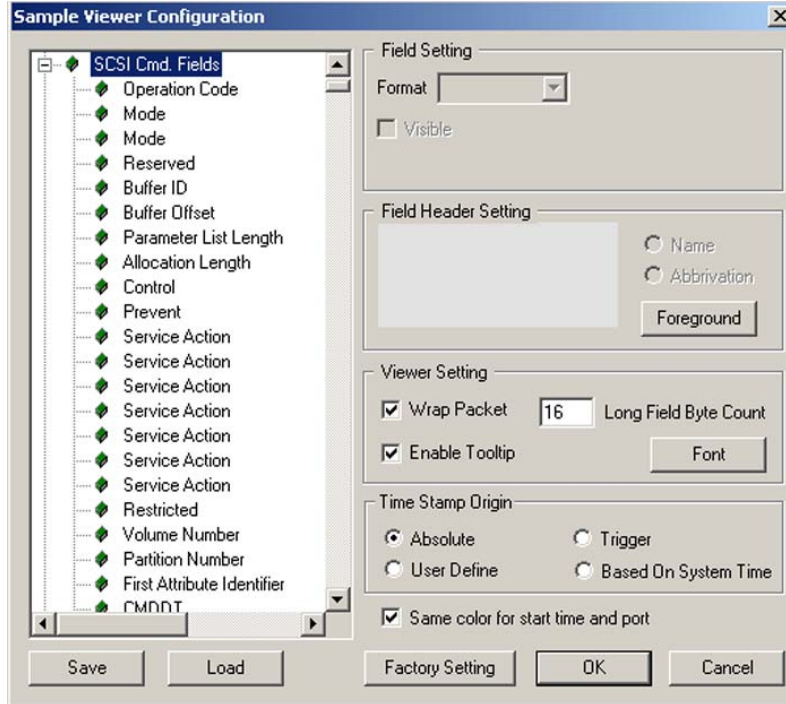 Sample Viewer Configuration
SCSI Cmd. Fields
Operation Code
Mode
Mode
Reserved
Buffer ID
Buffer Offset
Parameter List Length
Allocation Length
Control
Prevent
Service Action
Service Action
Service Action
Service Action
Service Action
Service Action
Service Action
Restricted
Volume Number
Partition Number
First Attribute Identifier
CMDDT
Save
Load
Field Setting
Format
Visible
Field Header Setting
Name
Abbrivation
Foreground
Viewer Setting
Wrap Packet 16 Long Field Byte Count
Enable Tooltip Font
Time Stamp Origin
Absolute Trigger
User Define Based On System Time
Same color for start time and port
Factory Setting OK Cancel